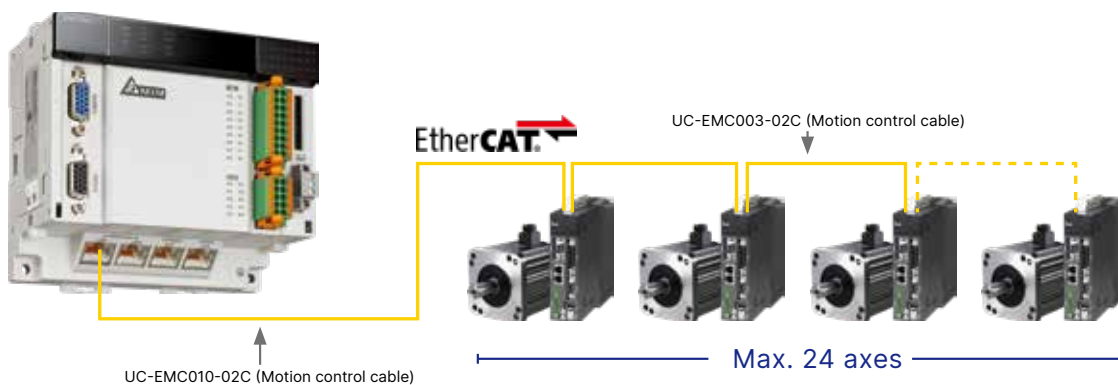 EtherCAT
UC-EMC003-02C (Motion control cable)
Max. 24 axes
UC-EMC010-02C (Motion control cable)